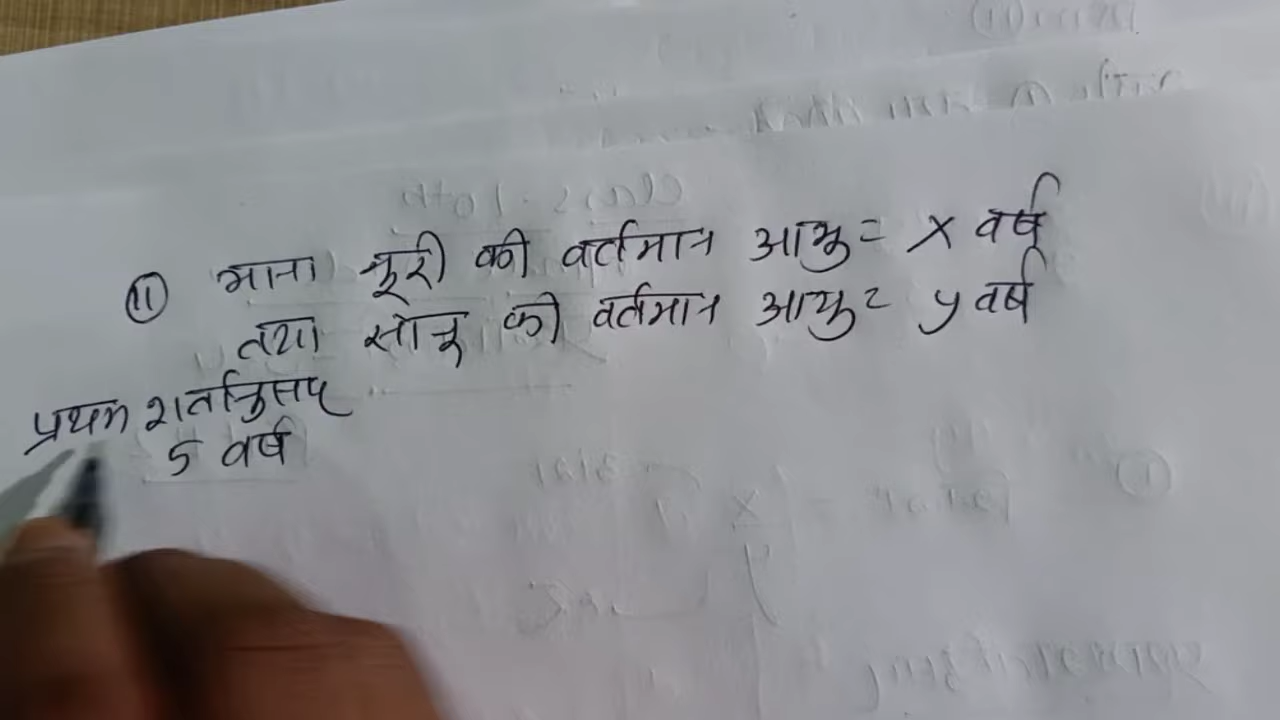 (11) माना नूरी की वर्तमान आयु = x वर्ष
तथा सोनू की वर्तमान आयु = y वर्ष
प्रथम शर्तानुसार
5 वर्ष